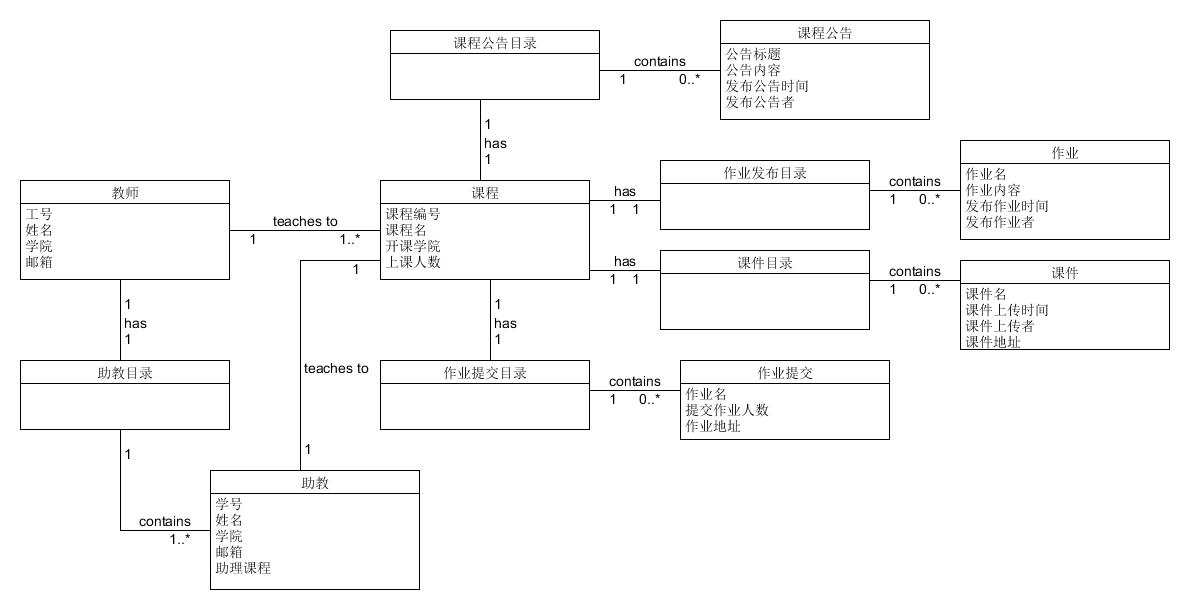 课程公告目录
contains
1
0..*
课程公告
公告标题
公告内容
发布公告时间
发布公告者
1
has
1
教师
工号
姓名
学院
邮箱
teaches to
1
1..*
课程
课程编号
课程名
开课学院
上课人数
has
1
1
作业发布目录
contains
1
0..*
作业
作业名
作业内容
发布作业时间
发布作业者
has
1
1
课件目录
contains
1
0..*
课件
课件名
课件上传时间
课件上传者
课件地址
1
has
1
助教目录
1
teaches to
1
1
has
1
作业提交目录
contains
1
0..*
作业提交
作业名
提交作业人数
作业地址
1
contains
1..*
助教
学号
姓名
学院
邮箱
助理课程